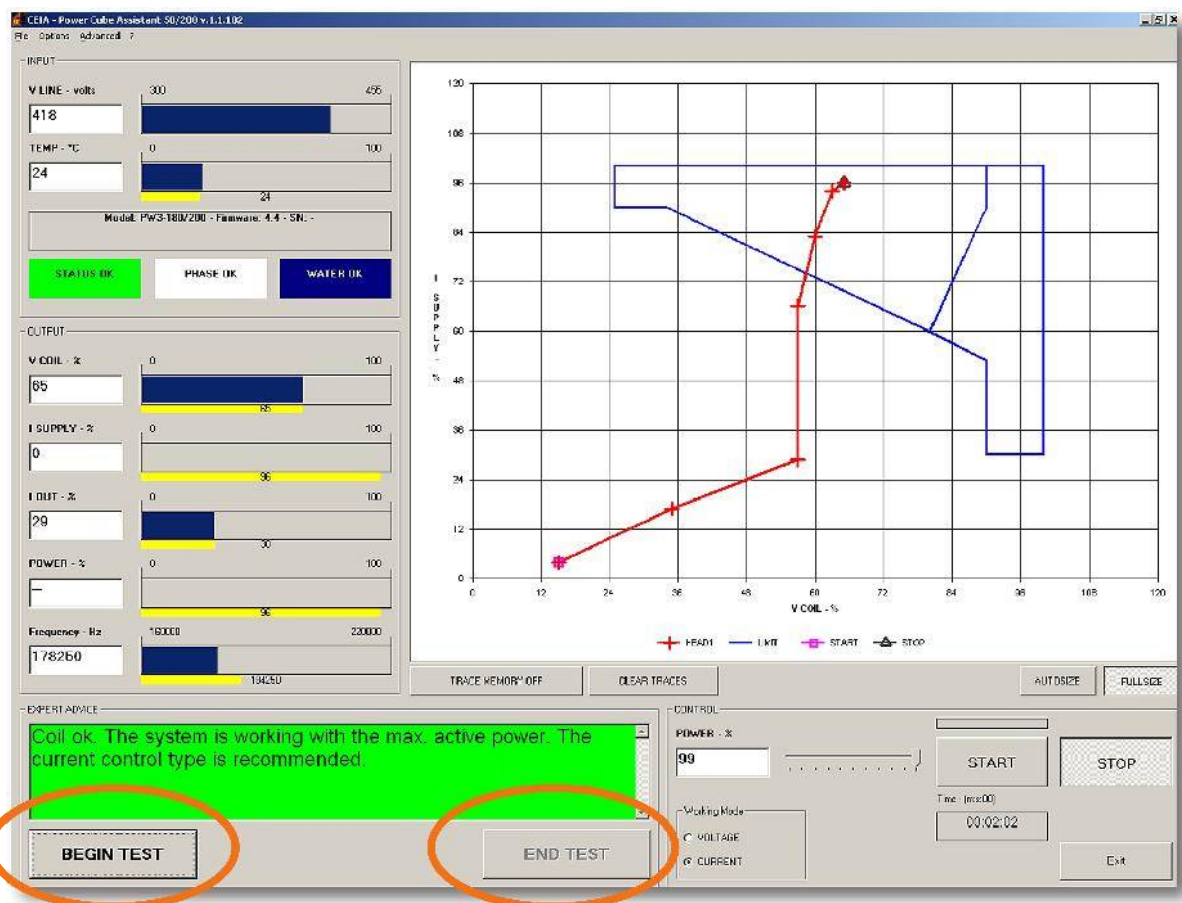 CEIA - Power Cube Assistant 50/200 v.1.1.102
File Options Advanced ?
INPUT
V LINE - volts
300 455
418
TEMP - °C
0 100
24
24
Model: PW3-180/200 - Firmware: 4.4 - SN: -
STATUS OK PHASE OK WATER OK
OUTPUT
V COIL - %
0 100
65
65
I SUPPLY - %
0 100
0
96
I OUT - %
0 100
29
30
POWER - %
0 100
--
96
Frequency - Hz
160000 220000
178250
184250
120
108
96
84
72
60
48
36
24
12
0
I SUPPLY - %
0 12 24 36 48 60 72 84 96 108 120
V COIL - %
HEAD1 LIMIT START STOP
TRACE MEMORY OFF CLEAR TRACES AUTOSIZE FULLSIZE
EXPERT ADVICE
Coil ok. The system is working with the max. active power. The
current control type is recommended.
BEGIN TEST END TEST
CONTROL
POWER - %
99
START STOP
Working Mode
VOLTAGE
CURRENT
00:02:02
Exit